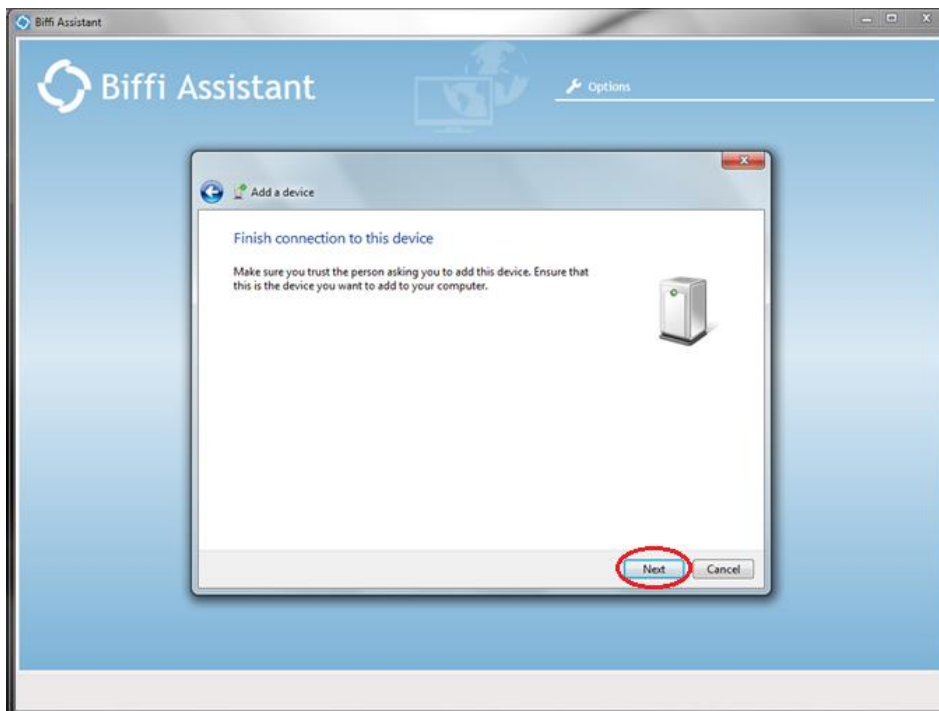 Biffi Assistant
Biffi Assistant
Options
Add a device
Finish connection to this device
Make sure you trust the person asking you to add this device. Ensure that
this is the device you want to add to your computer.
Next
Cancel